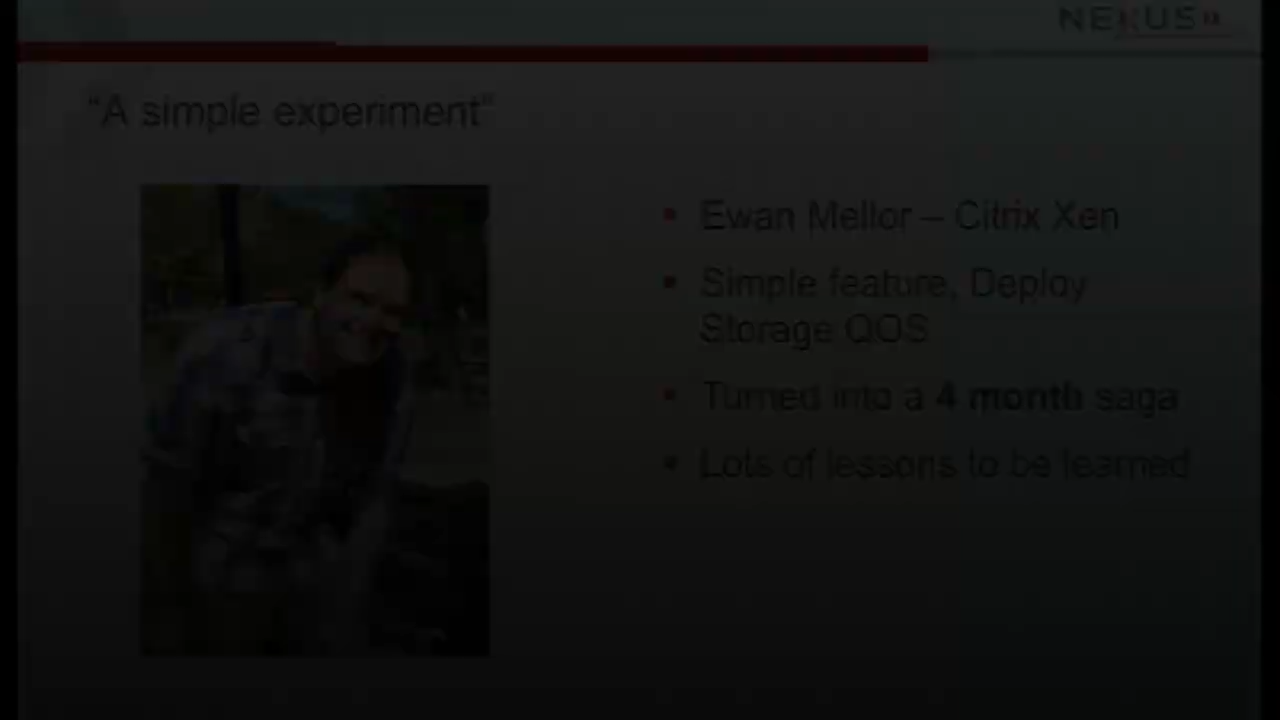 NEXUS
“A simple experiment”
Ewan Mellor – Citrix Xen
Simple feature, Deploy
Storage QOS
Turned into a 4 month saga
Lots of lessons to be learned